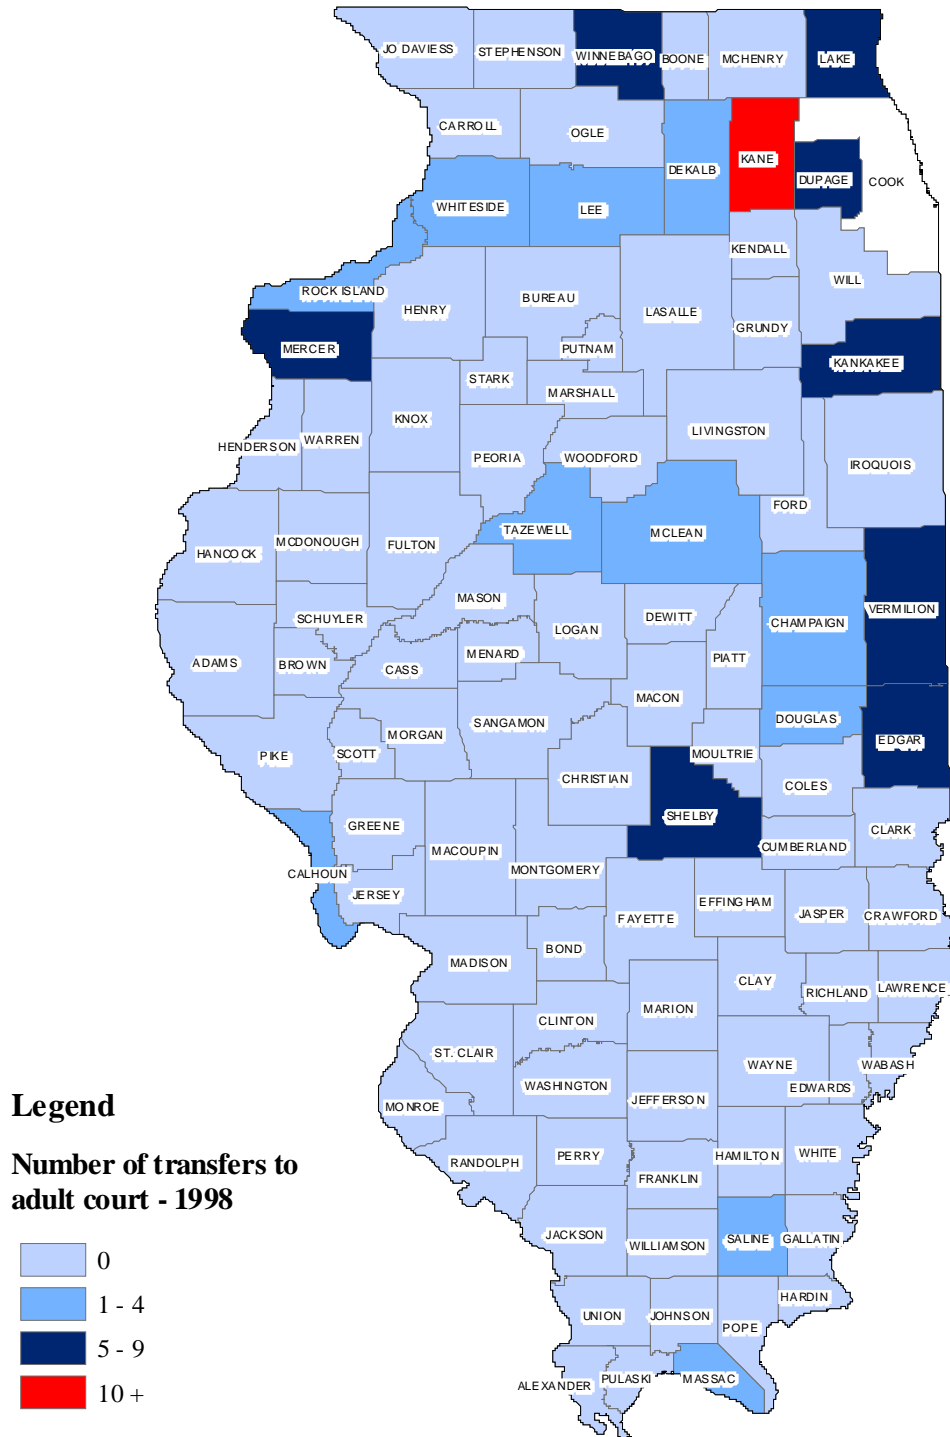 JO DAVIESS
STEPHENSON
WINNEBAGO
BOONE
MCHENRY
LAKE
CARROLL
OGLE
DEKALB
KANE
DUPAGE
COOK
WHITESIDE
LEE
KENDALL
WILL
ROCK ISLAND
HENRY
BUREAU
LASALLE
GRUNDY
MERCER
PUTNAM
KANKAKEE
STARK
MARSHALL
KNOX
HENDERSON
WARREN
PEORIA
WOODFORD
LIVINGSTON
IROQUOIS
FORD
HANCOCK
MCDONOUGH
FULTON
TAZEWELL
MCLEAN
MASON
SCHUYLER
LOGAN
DEWITT
CHAMPAIGN
VERMILION
ADAMS
BROWN
CASS
MENARD
PIATT
MACON
PIKE
SCOTT
MORGAN
SANGAMON
DOUGLAS
EDGAR
MOULTRIE
CHRISTIAN
COLES
SHELBY
GREENE
MACOUPIN
CUMBERLAND
CLARK
CALHOUN
JERSEY
MONTGOMERY
FAYETTE
EFFINGHAM
JASPER
CRAWFORD
MADISON
BOND
CLAY
RICHLAND
LAWRENCE
CLINTON
MARION
ST. CLAIR
WASHINGTON
WAYNE
EDWARDS
WABASH
MONROE
JEFFERSON
RANDOLPH
PERRY
HAMILTON
WHITE
FRANKLIN
JACKSON
WILLIAMSON
SALINE
GALLATIN
UNION
JOHNSON
POPE
HARDIN
ALEXANDER
PULASKI
MASSAC
Legend
Number of transfers to
adult court - 1998
0
1 - 4
5 - 9
10 +